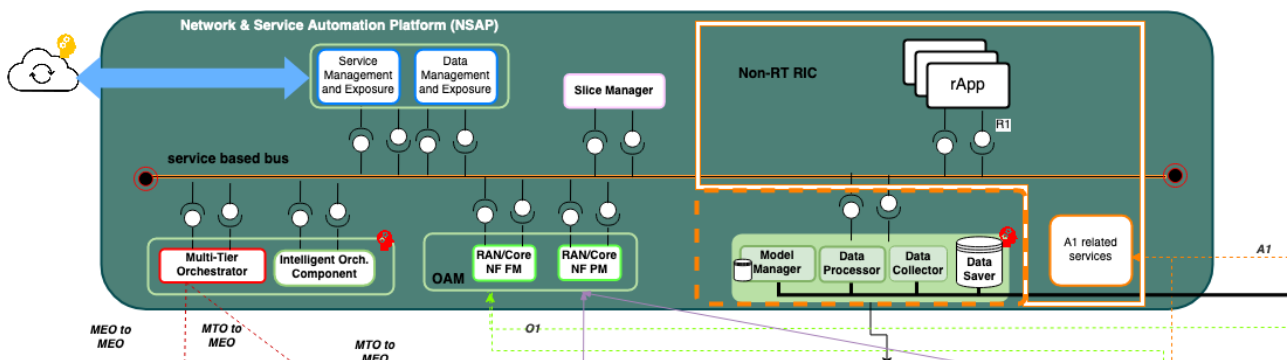 Network & Service Automation Platform (NSAP)
Service
Management
and Exposure
Data
Management
and Exposure
Slice Manager
Non-RT RIC
rApp
R1
service based bus
Multi-Tier
Orchestrator
Intelligent Orch.
Component
OAM
RAN/Core
NF FM
RAN/Core
NF PM
Model
Manager
Data
Processor
Data
Collector
Data
Saver
A1 related
services
A1
MEO to
MEO
MTO to
MEO
MTO to
MEO
O1